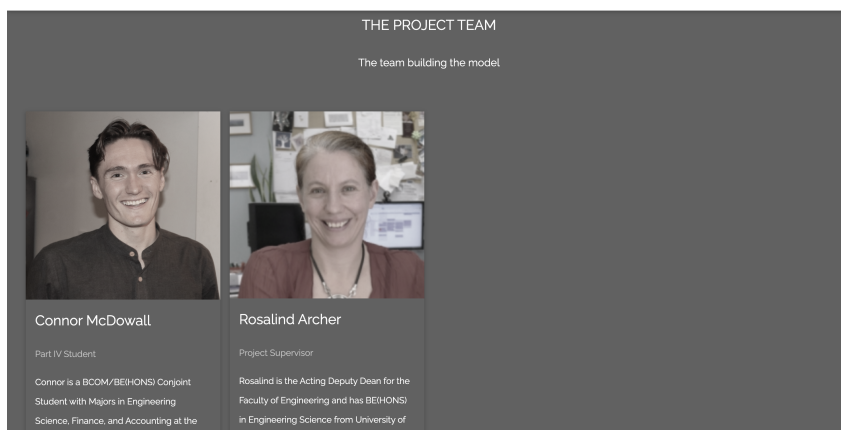 THE PROJECT TEAM
The team building the model
Connor McDowall
Part IV Student
Connor is a BCOM/BE(HONS) Conjoint
Student with Majors in Engineering
Science, Finance, and Accounting at the
Rosalind Archer
Project Supervisor
Rosalind is the Acting Deputy Dean for the
Faculty of Engineering and has BE(HONS)
in Engineering Science from University of